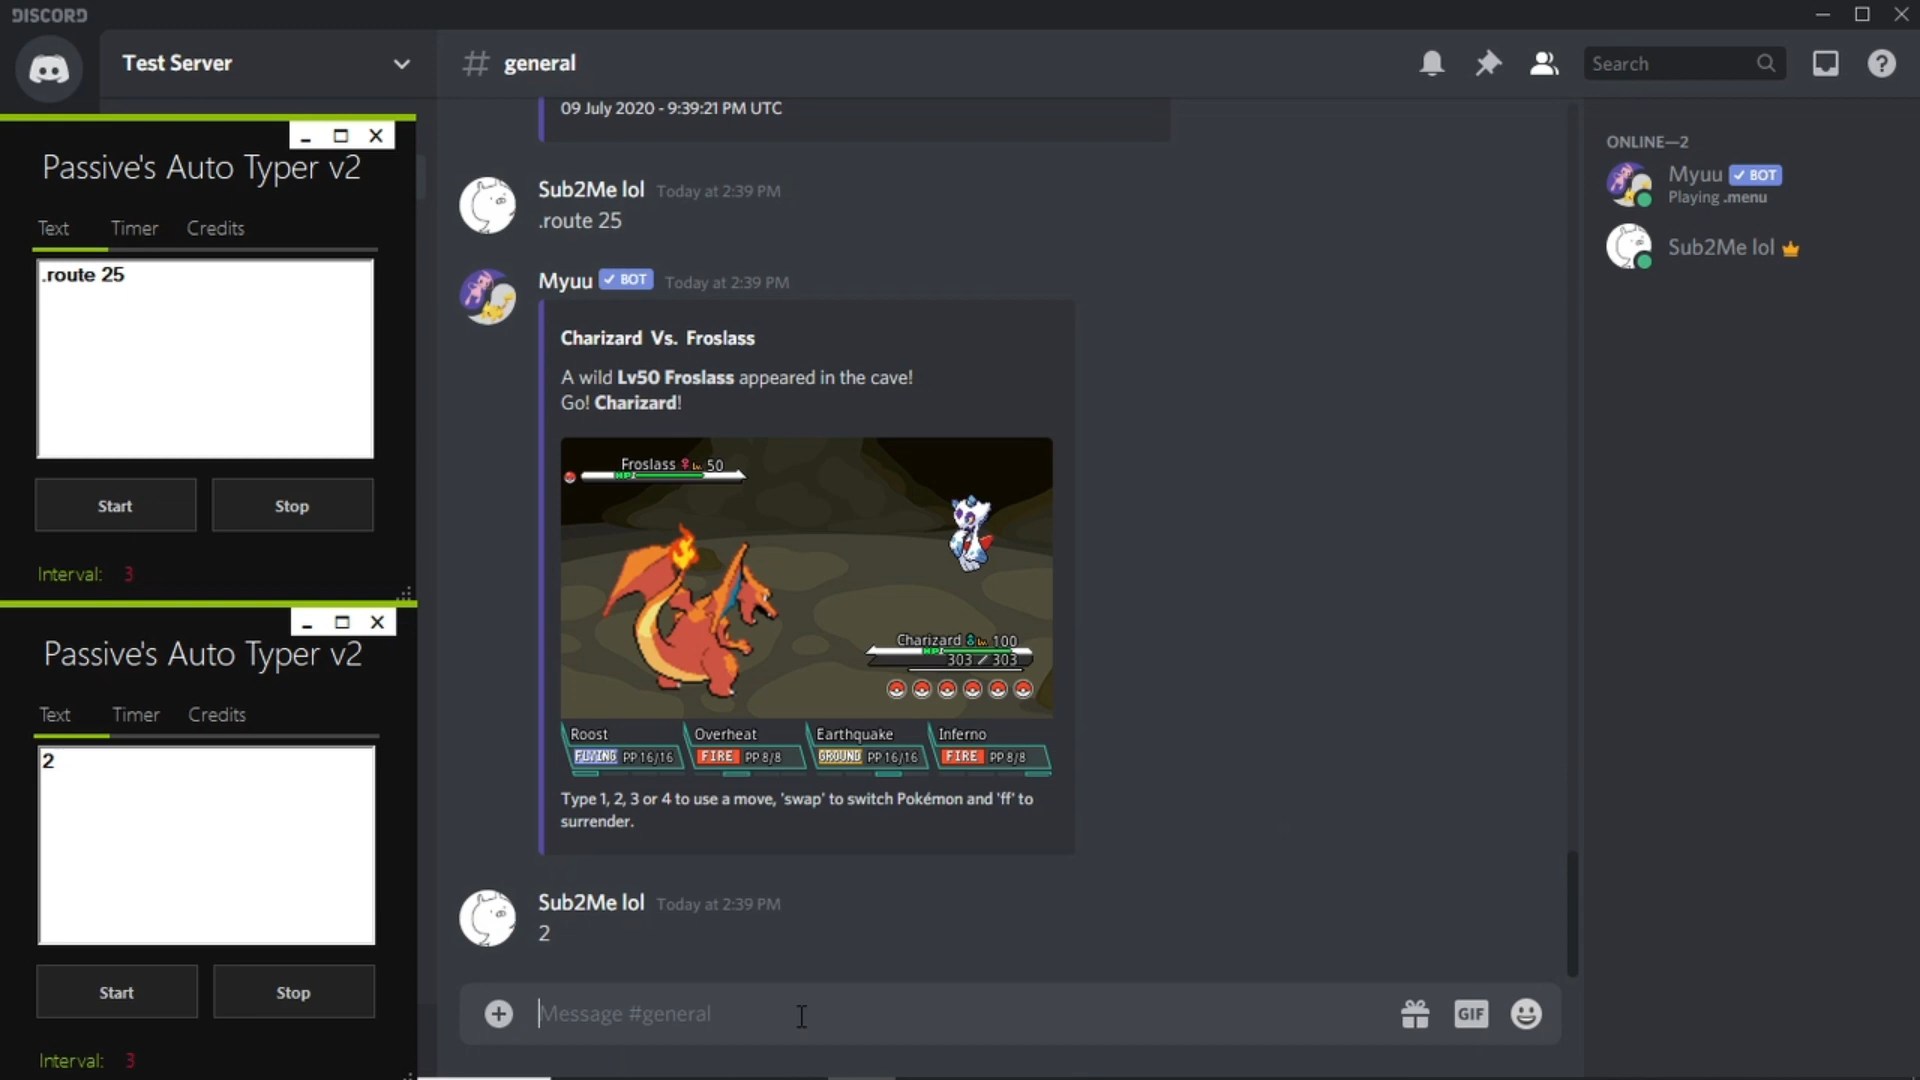 DISCORD
Test Server
general
Search
Passive's Auto Typer v2
Text Timer Credits
.route 25
Start Stop
Interval: 3
Passive's Auto Typer v2
Text Timer Credits
2
Start Stop
Interval: 3
09 July 2020 - 9:39:21 PM UTC
Sub2Me lol Today at 2:39 PM
.route 25
Myuu BOT Today at 2:39 PM
Charizard Vs. Froslass
A wild Lv50 Froslass appeared in the cave!
Go! Charizard!
Froslass ♀ Lv. 50
HP
Charizard Lv. 100
HP
303 / 303
Roost Overheat Earthquake Inferno
FLYING PP 16/16 FIRE PP 8/8 GROUND PP 16/16 FIRE PP 8/8
Type 1, 2, 3 or 4 to use a move, 'swap' to switch Pokémon and 'ff' to
surrender.
Sub2Me lol Today at 2:39 PM
2
Message #general
GIF
ONLINE—2
Myuu BOT
Playing .menu
Sub2Me lol